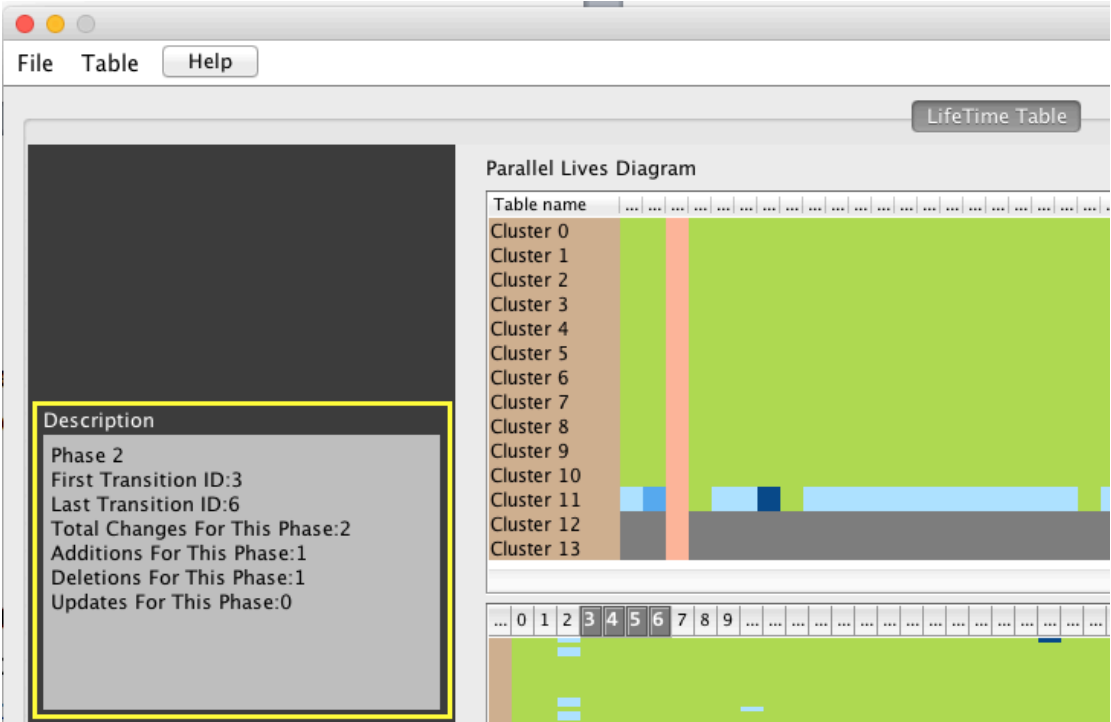 File Table Help
LifeTime Table
Parallel Lives Diagram
Table name ... ... ... ... ... ... ... ... ... ... ... ... ... ... ... ... ... ... ... ... ...
Cluster 0
Cluster 1
Cluster 2
Cluster 3
Cluster 4
Cluster 5
Cluster 6
Cluster 7
Cluster 8
Cluster 9
Cluster 10
Cluster 11
Cluster 12
Cluster 13
Description
Phase 2
First Transition ID:3
Last Transition ID:6
Total Changes For This Phase:2
Additions For This Phase:1
Deletions For This Phase:1
Updates For This Phase:0
... 0 1 2 3 4 5 6 7 8 9 ... ... ... ... ... ... ... ... ... ... ... ... ... ... ... ...